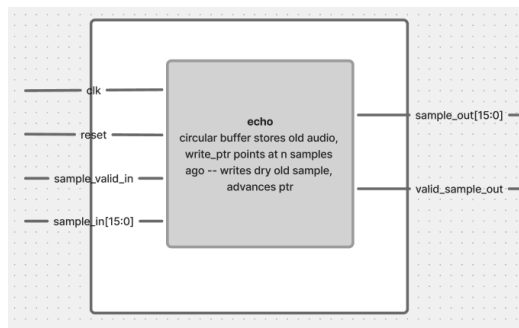 clk
reset
sample_valid_in
sample_in[15:0]
echo
circular buffer stores old audio,
write_ptr points at n samples
ago -- writes dry old sample,
advances ptr
sample_out[15:0]
valid_sample_out